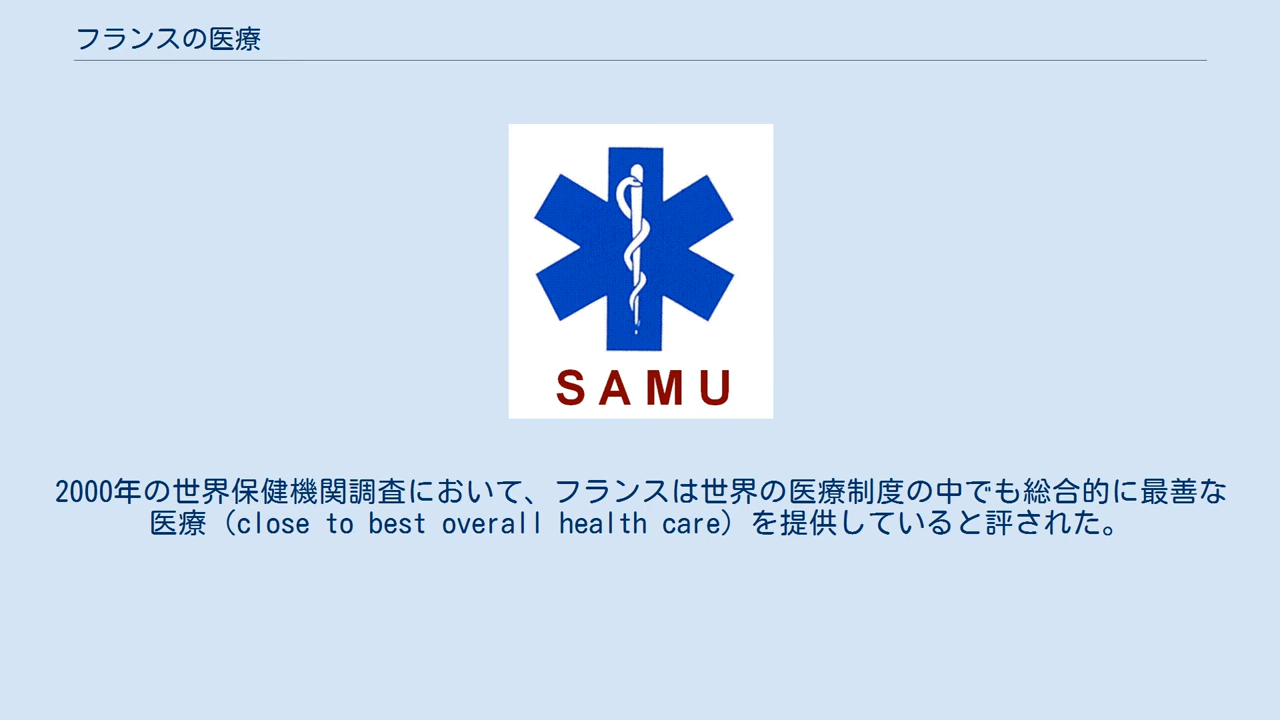 フランスの医療
SAMU
2000年の世界保健機関調査において、フランスは世界の医療制度の中でも総合的に最善な
医療（close to best overall health care）を提供していると評された。